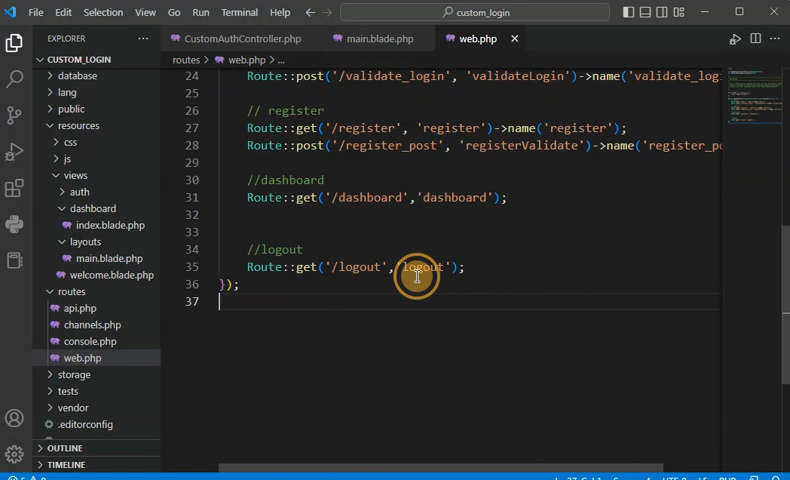 File Edit Selection View Go Run Terminal Help
custom_login
EXPLORER
CustomAuthController.php
main.blade.php
web.php
routes > web.php > ...
CUSTOM_LOGIN
database
lang
public
resources
css
js
views
auth
dashboard
index.blade.php
layouts
main.blade.php
welcome.blade.php
routes
api.php
channels.php
console.php
web.php
storage
tests
vendor
.editorconfig
OUTLINE
TIMELINE
24 Route::post('/validate_login', 'validateLogin')->name('validate_log
25
26 // register
27 Route::get('/register', 'register')->name('register');
28 Route::post('/register_post', 'registerValidate')->name('register_po
29
30 //dashboard
31 Route::get('/dashboard','dashboard');
32
33
34 //logout
35 Route::get('/logout','logout');
36 });
37